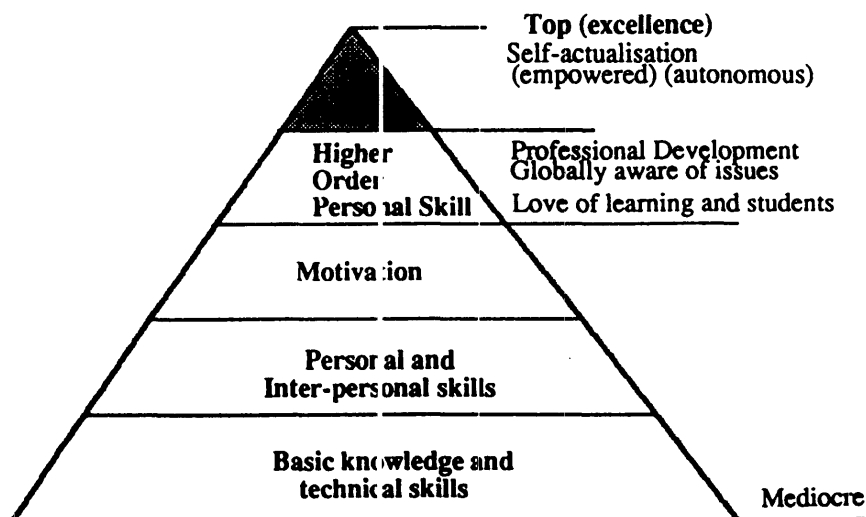 Top (excellence)
Self-actualisation
(empowered) (autonomous)
Higher
Order
Personal Skill
Professional Development
Globally aware of issues
Love of learning and students
Motivation
Personal and
Inter-personal skills
Basic knowledge and
technical skills
Mediocre